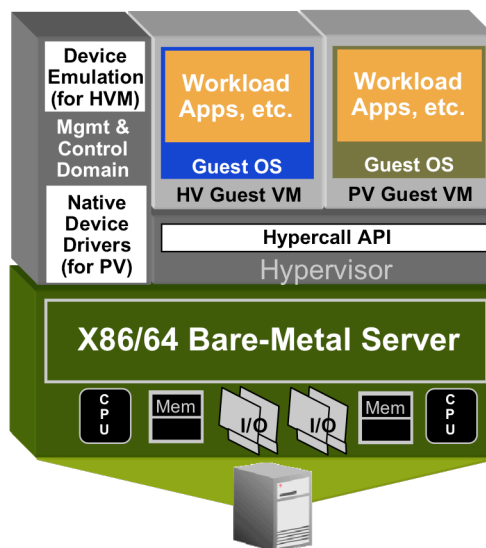 Device
Emulation
(for HVM)
Mgmt &
Control
Domain
Native
Device
Drivers
(for PV)
Workload
Apps, etc.
Guest OS
HV Guest VM
Workload
Apps, etc.
Guest OS
PV Guest VM
Hypercall API
Hypervisor
X86/64 Bare-Metal Server
CPU
Mem
I/O
I/O
Mem
CPU